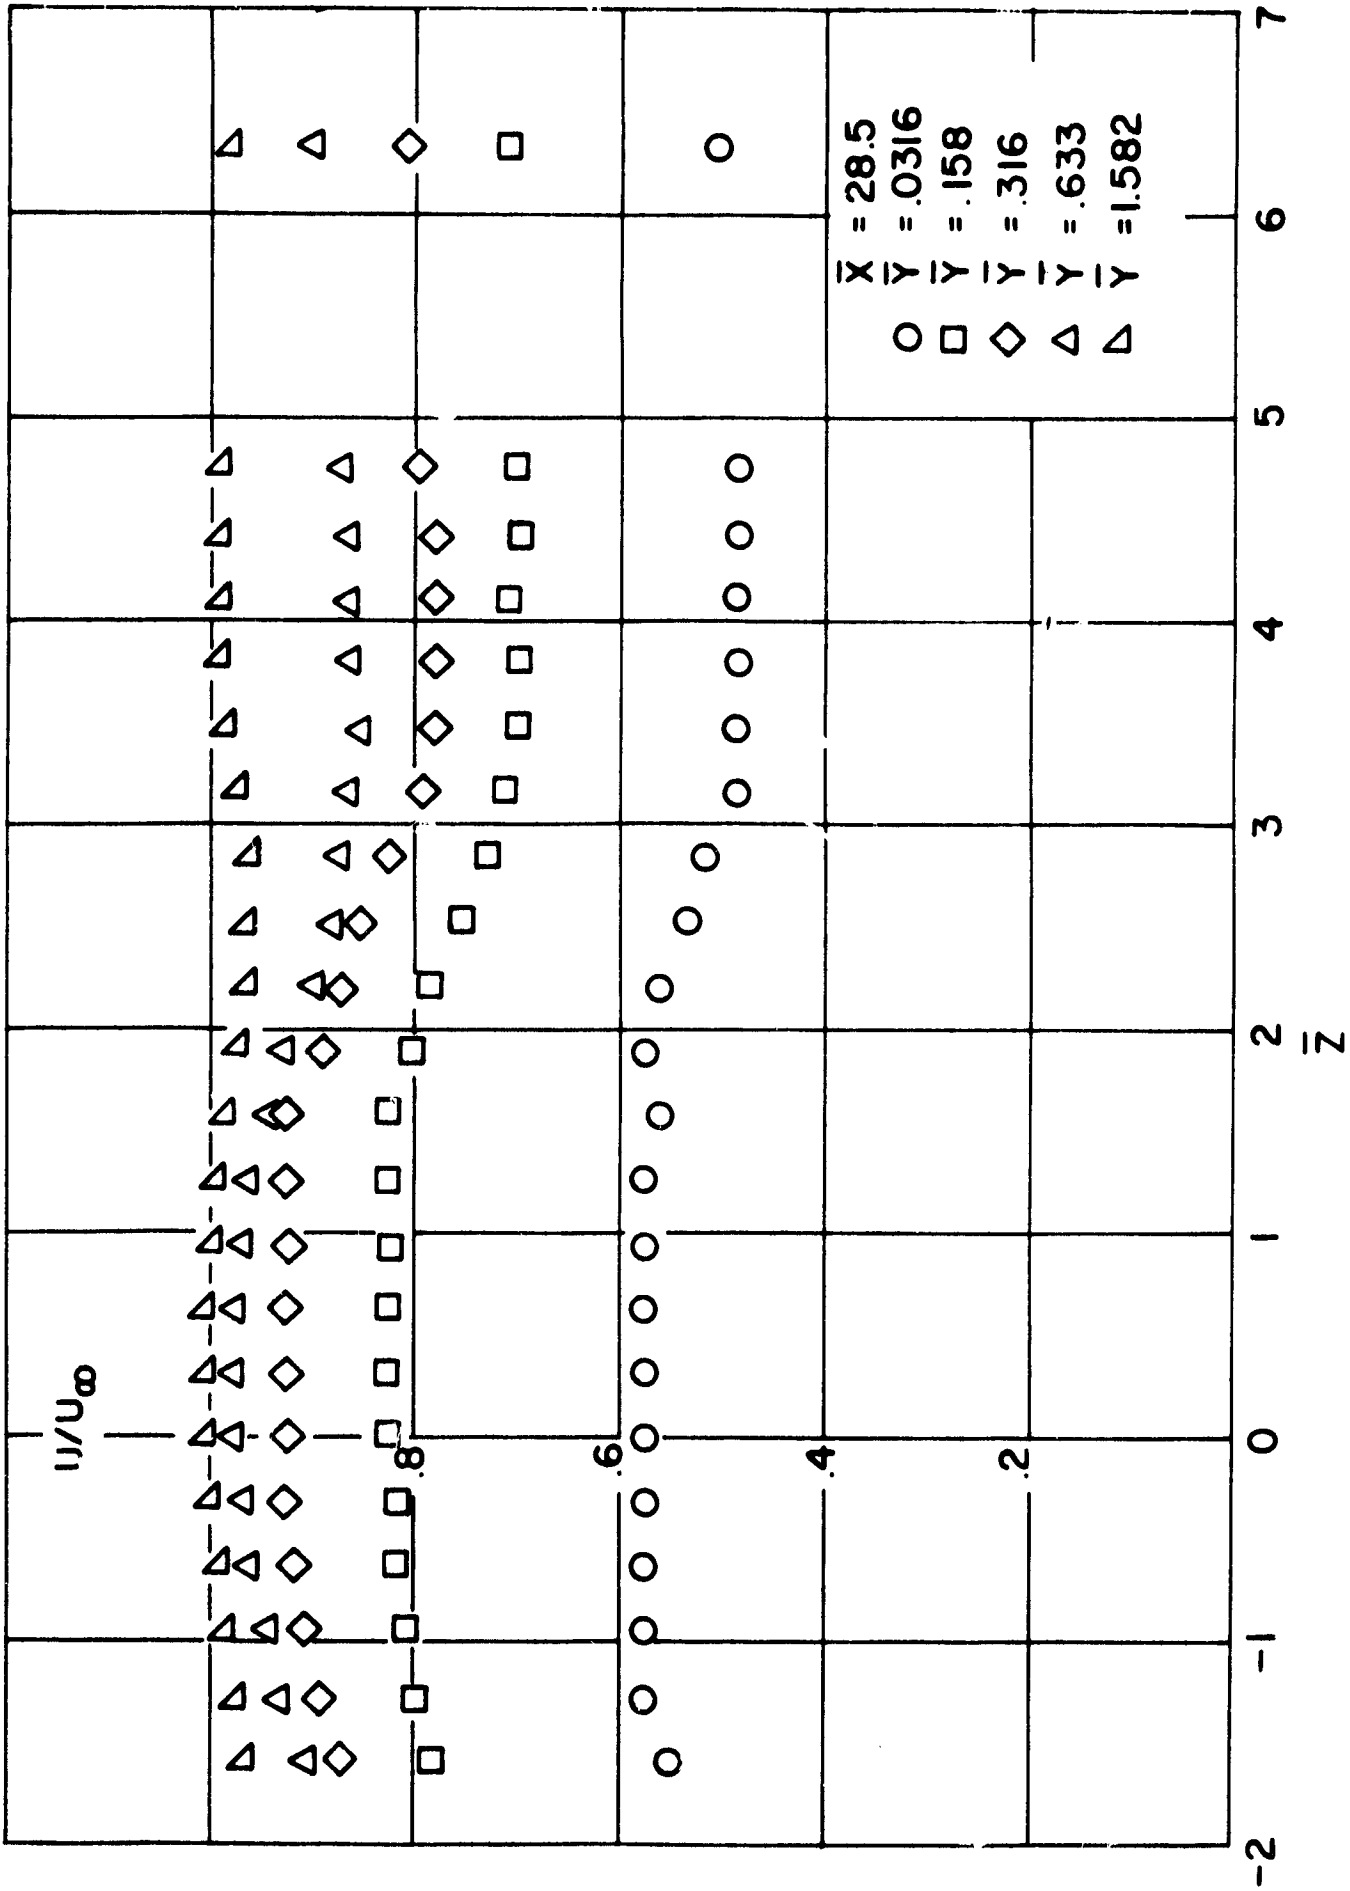 U/U∞
.8
.6
.4
.2
-2 -1 0 1 2 3 4 5 6 7
Z̅
X̅ = 28.5
○ Y̅ = .0316
□ Y̅ = .158
◇ Y̅ = .316
△ Y̅ = .633
◿ Y̅ = 1.582